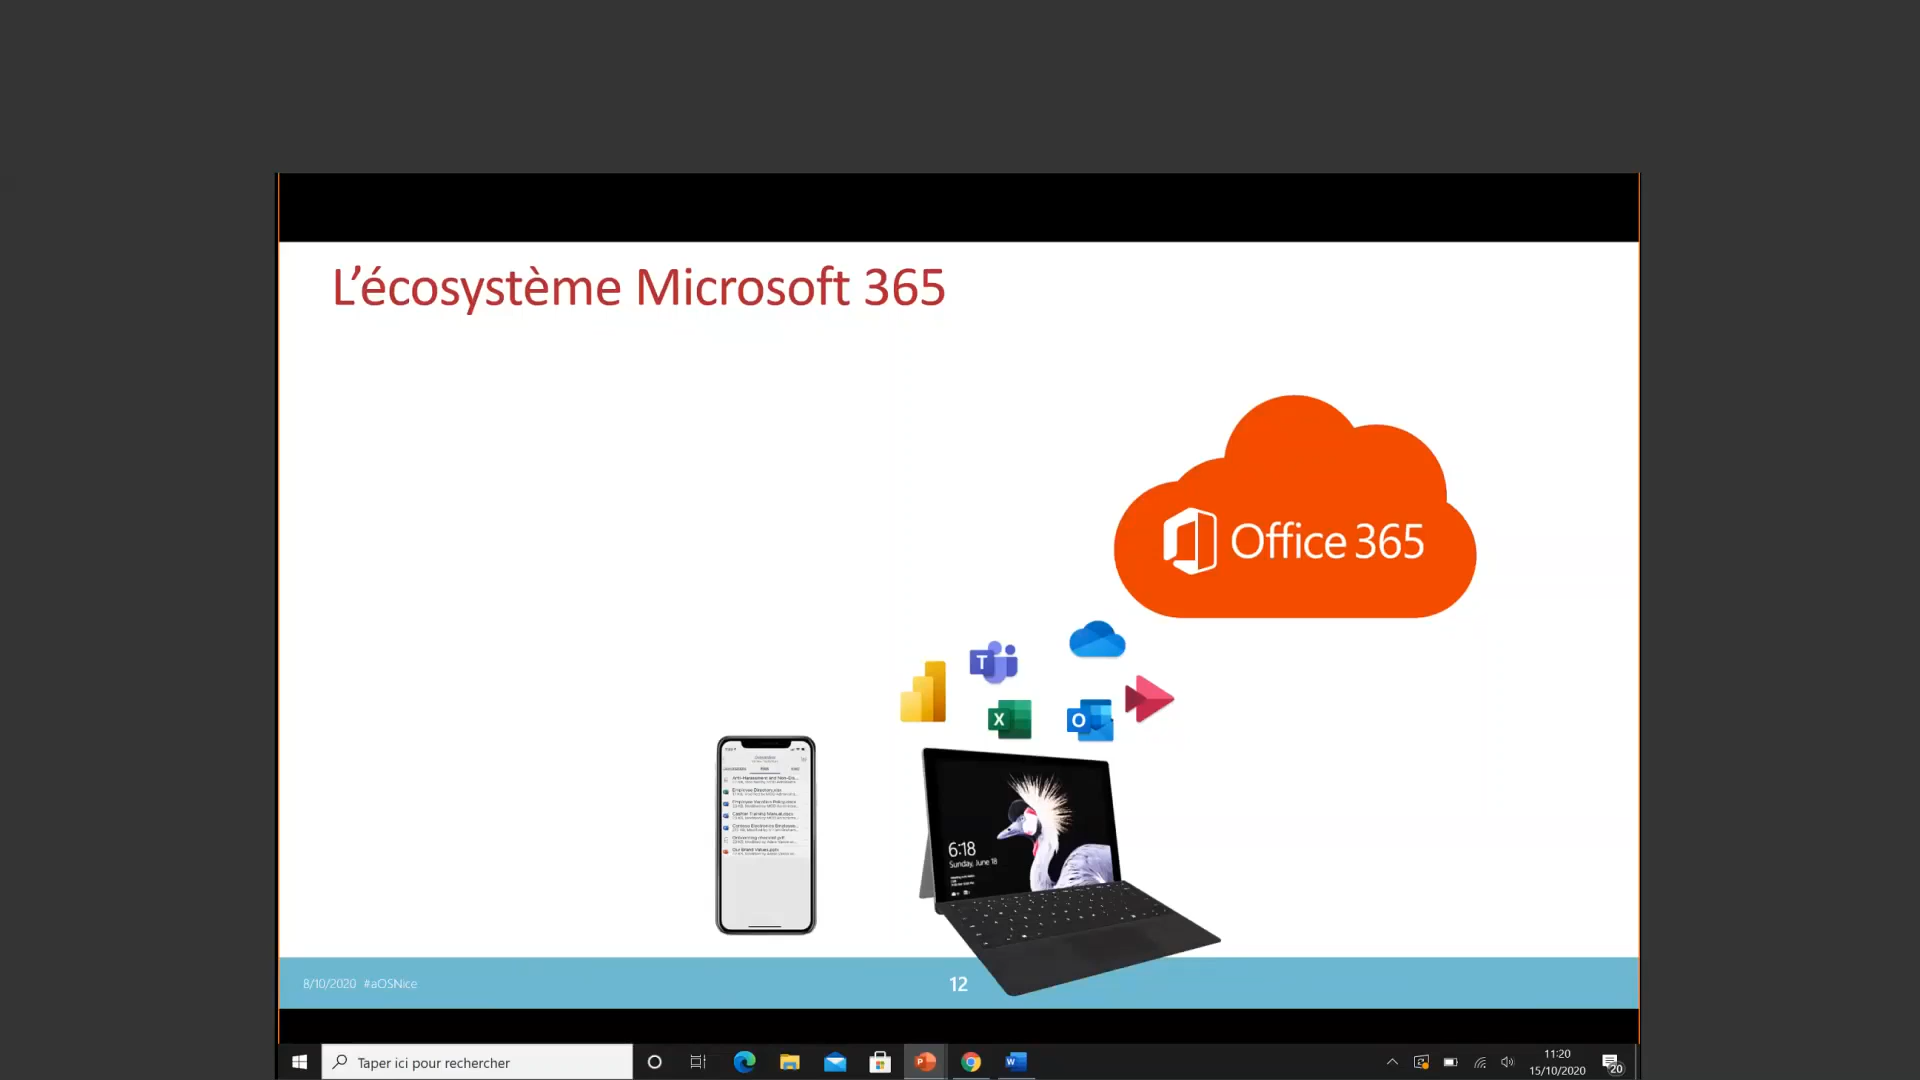 L’écosystème Microsoft 365
Office 365
T
X
O
6:18
Sunday, June 18
8/10/2020 #aOSNice
12
Taper ici pour rechercher
P
W
11:20
15/10/2020
20